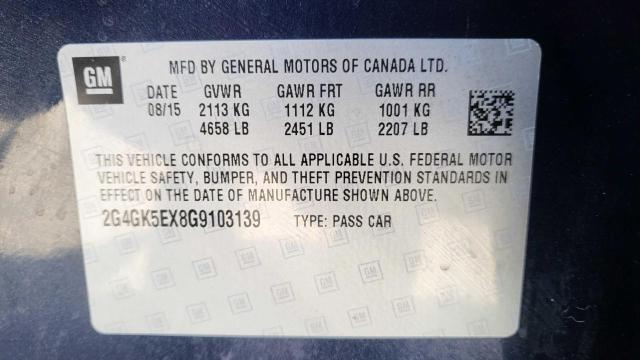 GM
MFD BY GENERAL MOTORS OF CANADA LTD.
DATE GVWR GAWR FRT GAWR RR
08/15 2113 KG 1112 KG 1001 KG
4658 LB 2451 LB 2207 LB
THIS VEHICLE CONFORMS TO ALL APPLICABLE U.S. FEDERAL MOTOR
VEHICLE SAFETY, BUMPER, AND THEFT PREVENTION STANDARDS IN
EFFECT ON THE DATE OF MANUFACTURE SHOWN ABOVE.
2G4GK5EX8G9103139 TYPE: PASS CAR